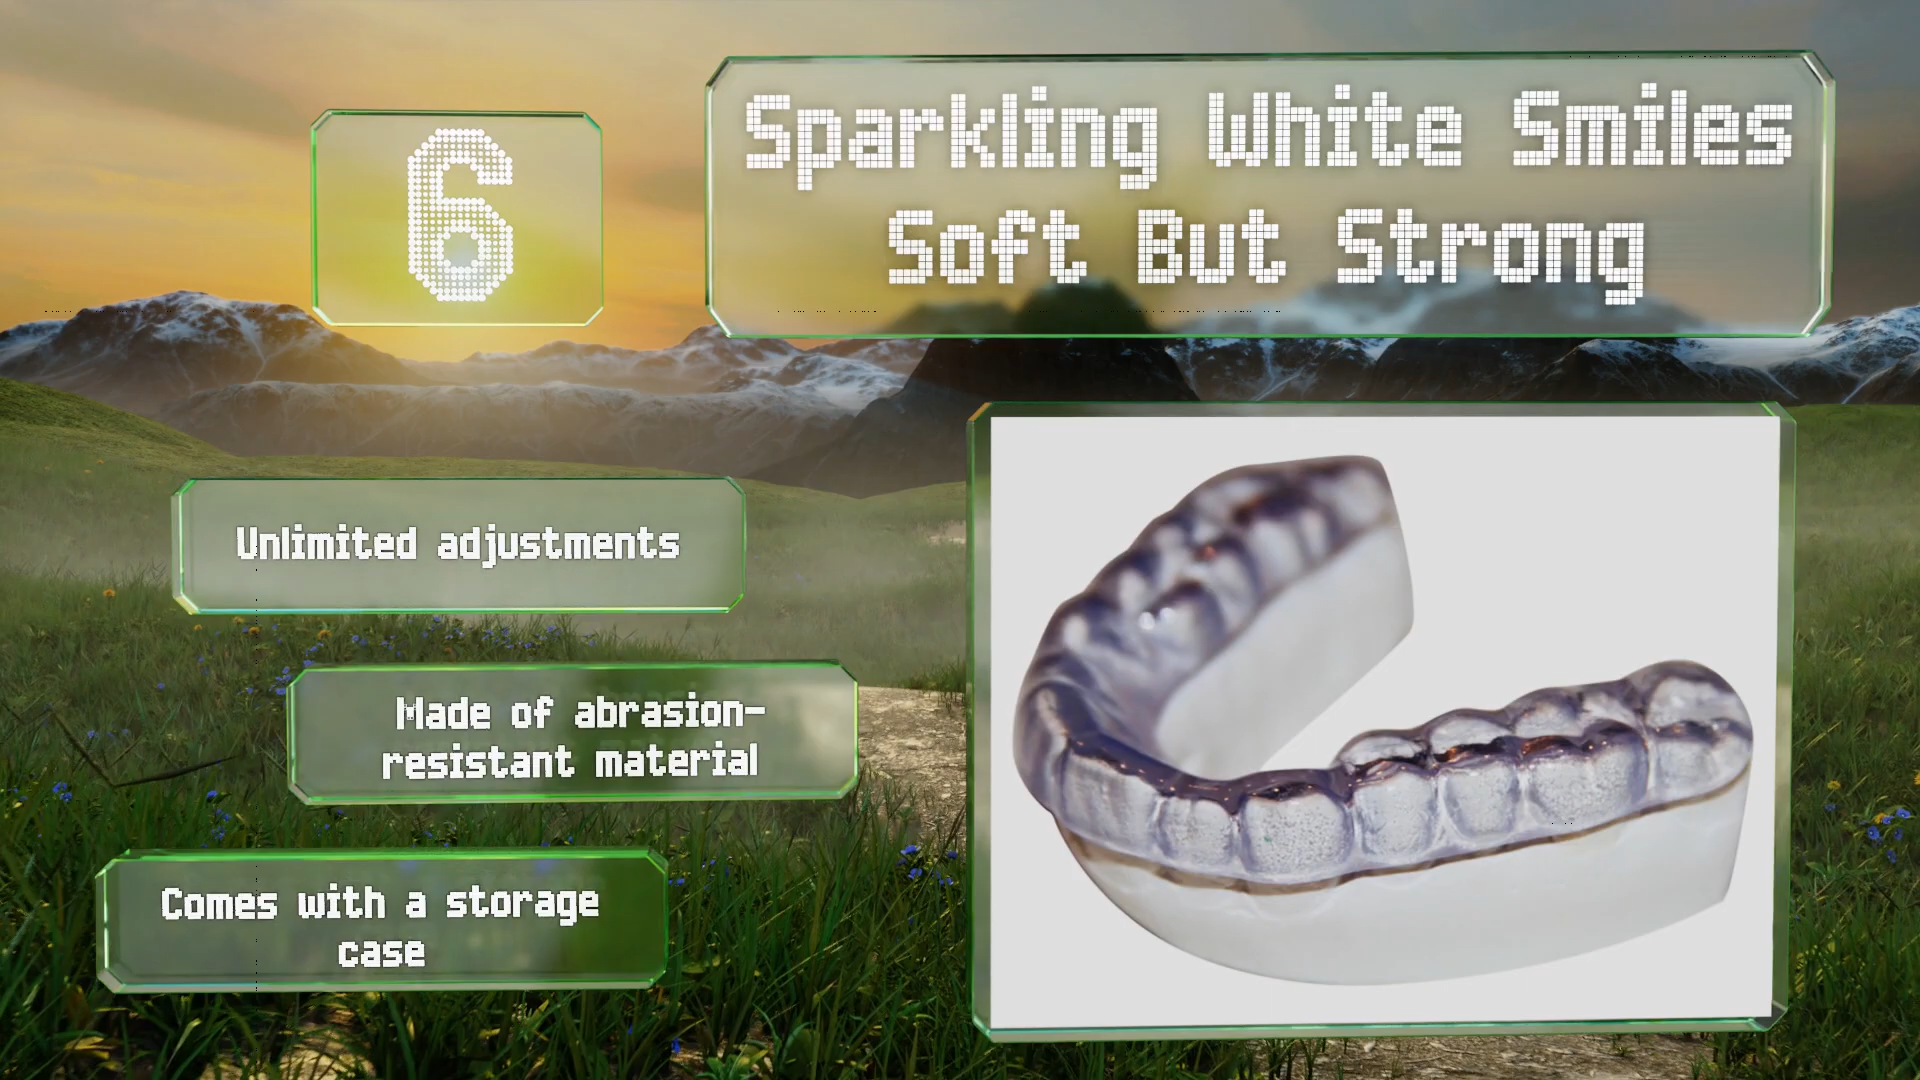 6
Sparkling White Smiles
Soft But Strong
Unlimited adjustments
Made of abrasion-
resistant material
Comes with a storage
case